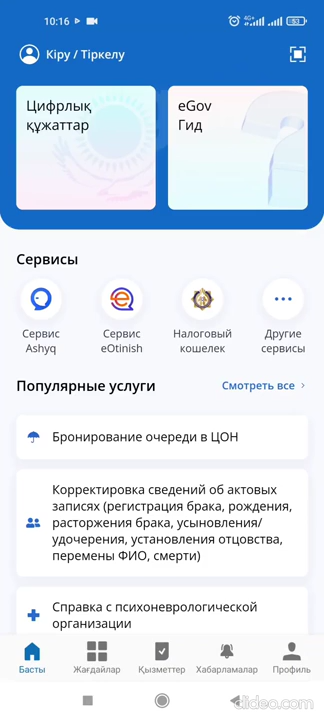 10:16
4G+
53
Кіру / Тіркелу
Цифрлық
құжаттар
eGov
Гид
Сервисы
Сервис
Ashyq
Сервис
eOtinish
Налоговый
кошелек
Другие
сервисы
Популярные услуги
Смотреть все
Бронирование очереди в ЦОН
Корректировка сведений об актовых
записях (регистрация брака, рождения,
расторжения брака, усыновления/
удочерения, установления отцовства,
перемены ФИО, смерти)
Справка с психоневрологической
организации
Басты
Жағдайлар
Қызметтер
Хабарламалар
Профиль
clideo.com